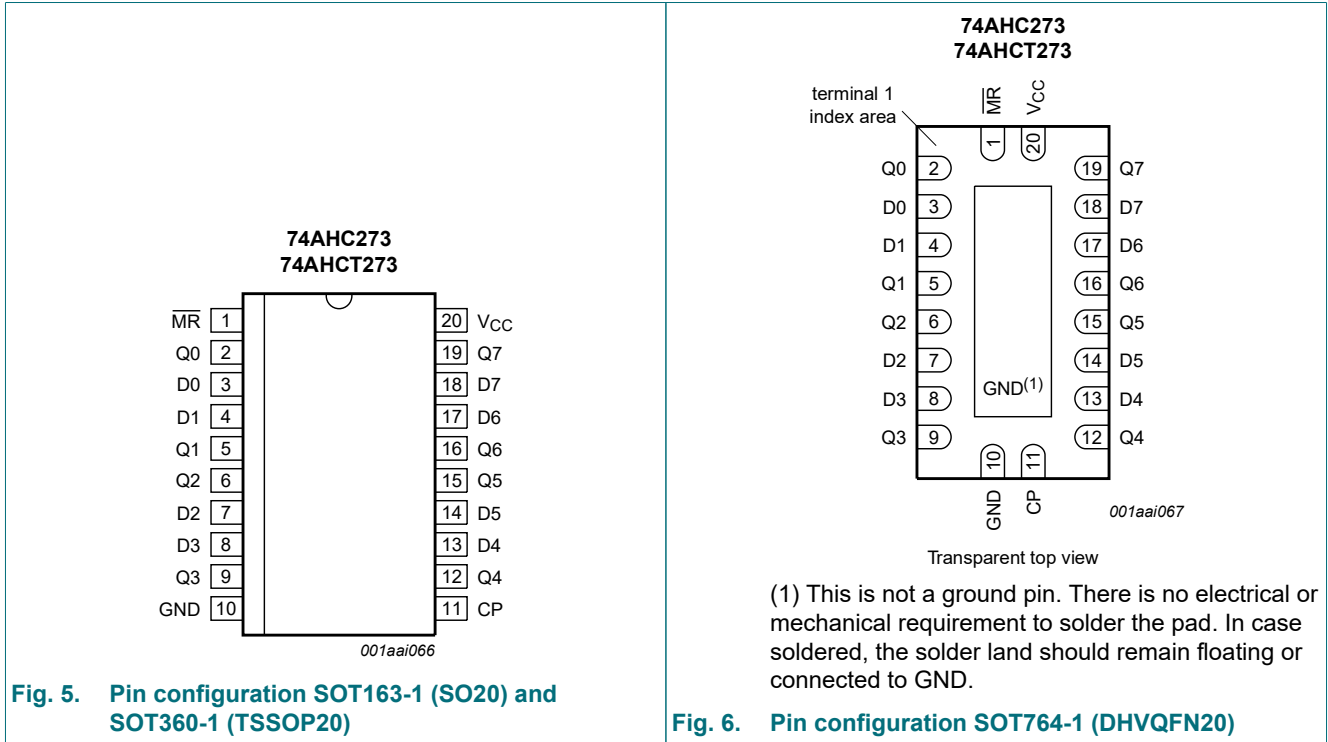 74AHC273
74AHCT273
MR 1
20 VCC
Q0 2
19 Q7
D0 3
18 D7
D1 4
17 D6
Q1 5
16 Q6
Q2 6
15 Q5
D2 7
14 D5
D3 8
13 D4
Q3 9
12 Q4
GND 10
11 CP
001aai066
Fig. 5. Pin configuration SOT163-1 (SO20) and
SOT360-1 (TSSOP20)
74AHC273
74AHCT273
terminal 1
index area
MR
VCC
1
20
Q0 2
19 Q7
D0 3
18 D7
D1 4
17 D6
Q1 5
16 Q6
Q2 6
15 Q5
D2 7
14 D5
D3 8
GND(1)
13 D4
Q3 9
12 Q4
10
11
GND
CP
001aai067
Transparent top view
(1) This is not a ground pin. There is no electrical or
mechanical requirement to solder the pad. In case
soldered, the solder land should remain floating or
connected to GND.
Fig. 6. Pin configuration SOT764-1 (DHVQFN20)